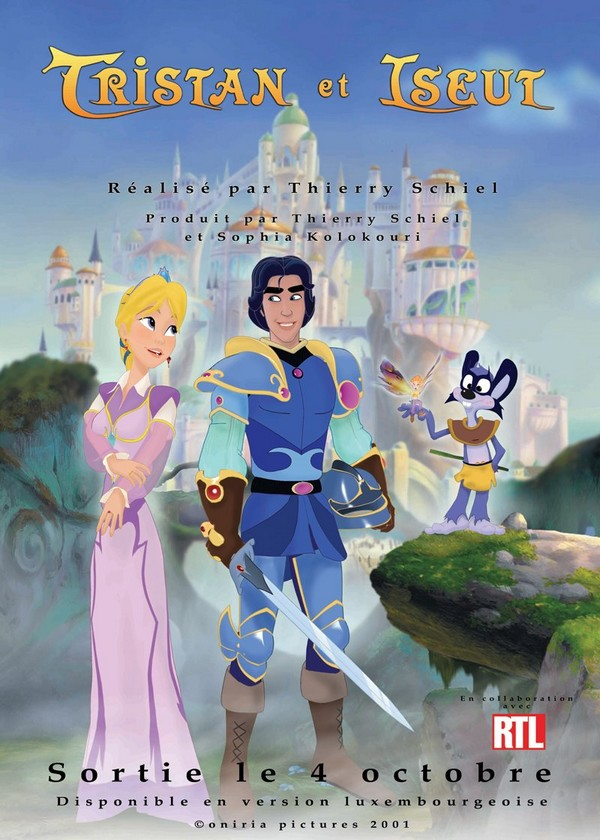 Tristan et Iseut
Réalisé par Thierry Schiel
Produit par Thierry Schiel
et Sophia Kolokouri
En collaboration
avec
RTL
Sortie le 4 octobre
Disponible en version luxembourgeoise
©oniria pictures 2001